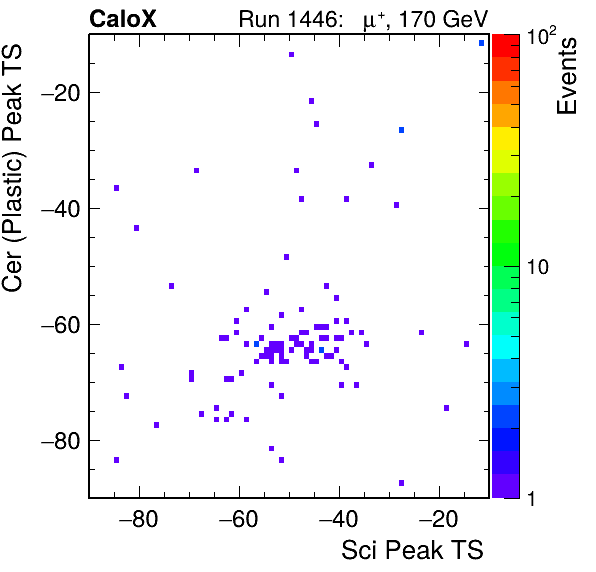 CaloX Run 1446: μ⁺, 170 GeV
Cer (Plastic) Peak TS
−20
−40
−60
−80
−80 −60 −40 −20
Sci Peak TS
10²
10
1
Events